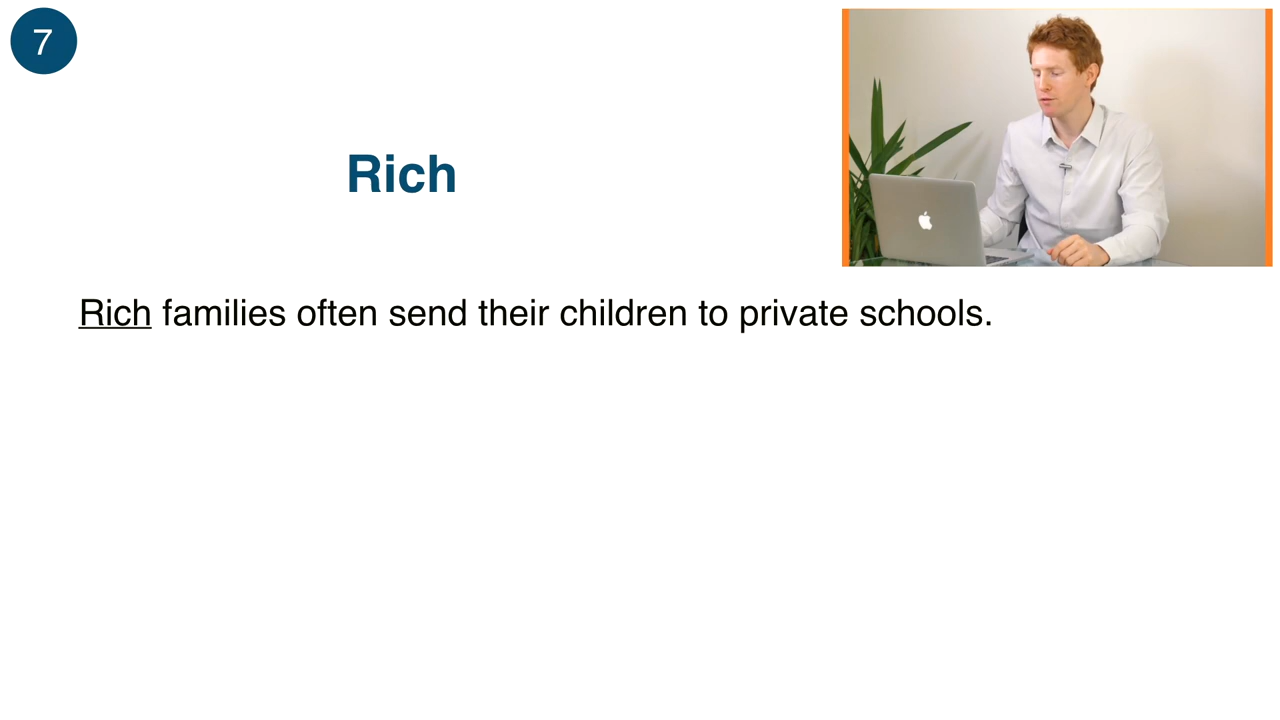 7
Rich
Rich families often send their children to private schools.